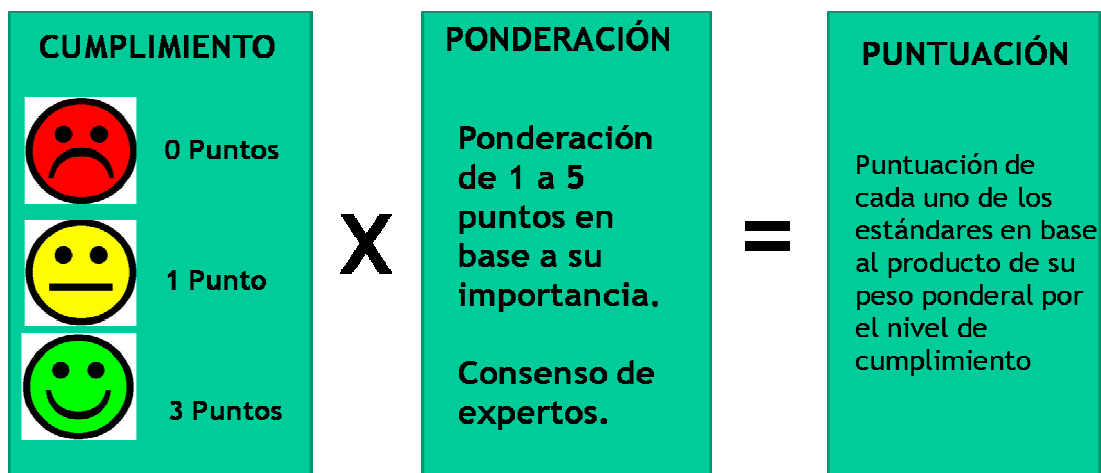 CUMPLIMIENTO
0 Puntos
1 Punto
3 Puntos
X
PONDERACIÓN
Ponderación
de 1 a 5
puntos en
base a su
importancia.
Consenso de
expertos.
=
PUNTUACIÓN
Puntuación de
cada uno de los
estándares en base
al producto de su
peso ponderal por
el nivel de
cumplimiento